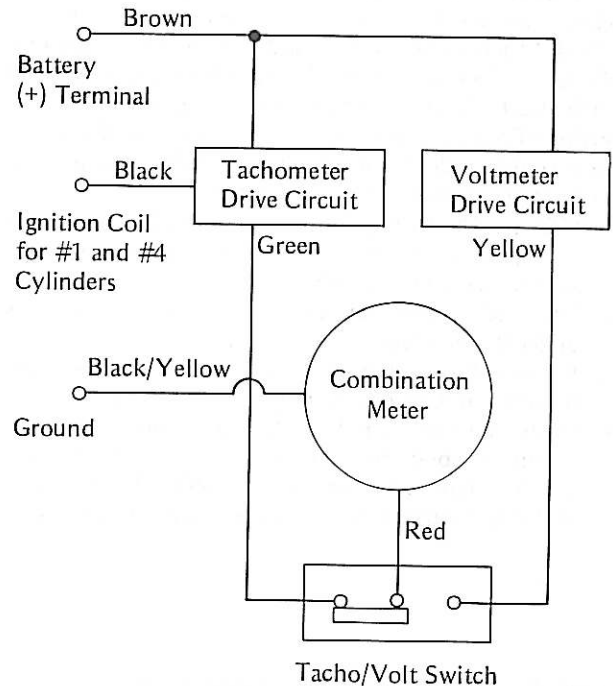 Brown
Battery
(+) Terminal
Black
Tachometer
Drive Circuit
Voltmeter
Drive Circuit
Ignition Coil
for #1 and #4
Cylinders
Green
Yellow
Black/Yellow
Combination
Meter
Ground
Red
Tacho/Volt Switch